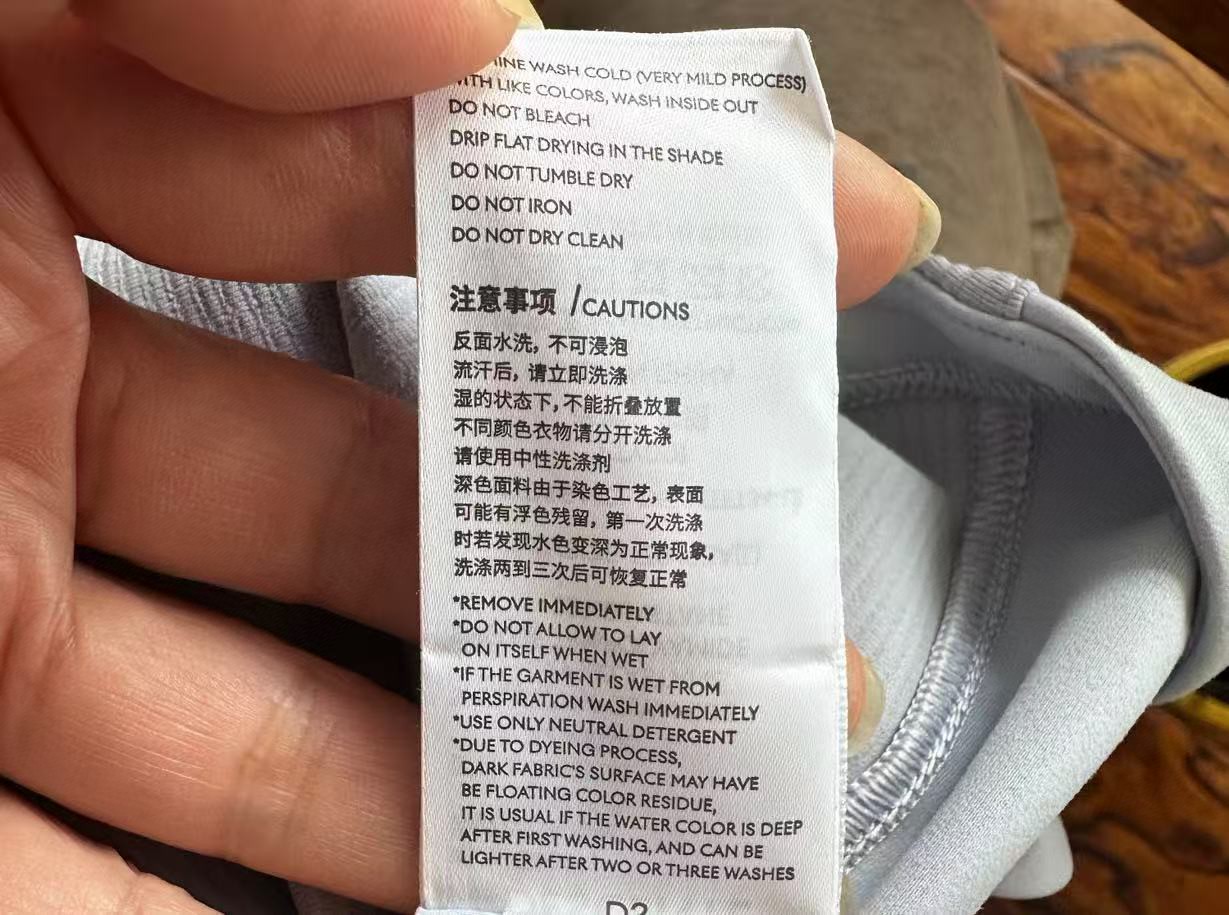 WASH COLD (VERY MILD PROCESS)
LIKE COLORS, WASH INSIDE OUT
DO NOT BLEACH
DRIP FLAT DRYING IN THE SHADE
DO NOT TUMBLE DRY
DO NOT IRON
DO NOT DRY CLEAN
注意事项 /CAUTIONS
反面水洗, 不可浸泡
流汗后, 请立即洗涤
湿的状态下, 不能折叠放置
不同颜色衣物请分开洗涤
请使用中性洗涤剂
深色面料由于染色工艺, 表面
可能有浮色残留, 第一次洗涤
时若发现水色变深为正常现象,
洗涤两到三次后可恢复正常
*REMOVE IMMEDIATELY
*DO NOT ALLOW TO LAY
ON ITSELF WHEN WET
*IF THE GARMENT IS WET FROM
PERSPIRATION WASH IMMEDIATELY
*USE ONLY NEUTRAL DETERGENT
*DUE TO DYEING PROCESS,
DARK FABRIC'S SURFACE MAY HAVE
BE FLOATING COLOR RESIDUE,
IT IS USUAL IF THE WATER COLOR IS DEEP
AFTER FIRST WASHING, AND CAN BE
LIGHTER AFTER TWO OR THREE WASHES